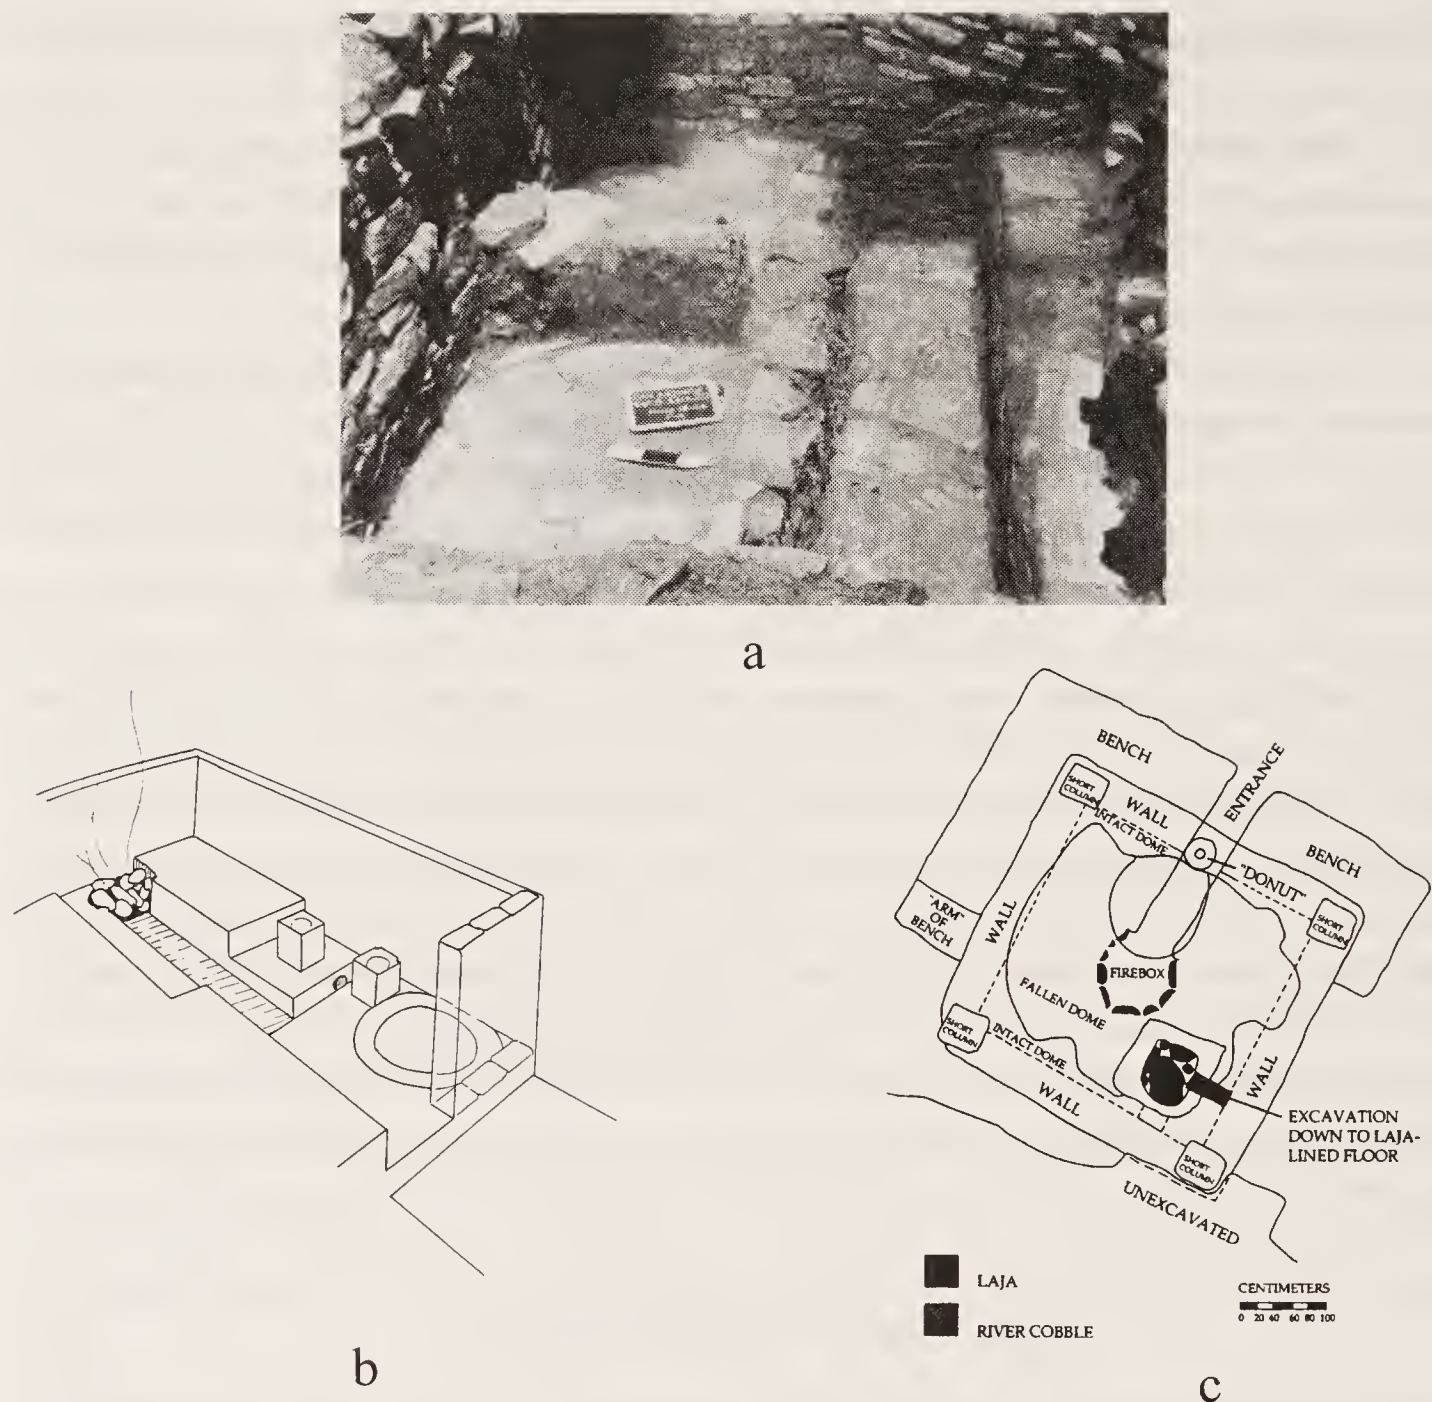 a
BENCH
ENTRANCE
SHORT
COLUMN
WALL
INTACT DOME
BENCH
"DONUT"
SHORT
COLUMN
"ARM"
OF
BENCH
WALL
FIREBOX
FALLEN DOME
SHORT
COLUMN
INTACT DOME
WALL
WALL
EXCAVATION
DOWN TO LAJA-
LINED FLOOR
SHORT
COLUMN
UNEXCAVATED
LAJA
RIVER COBBLE
CENTIMETERS
0 20 40 60 80 100
b
c